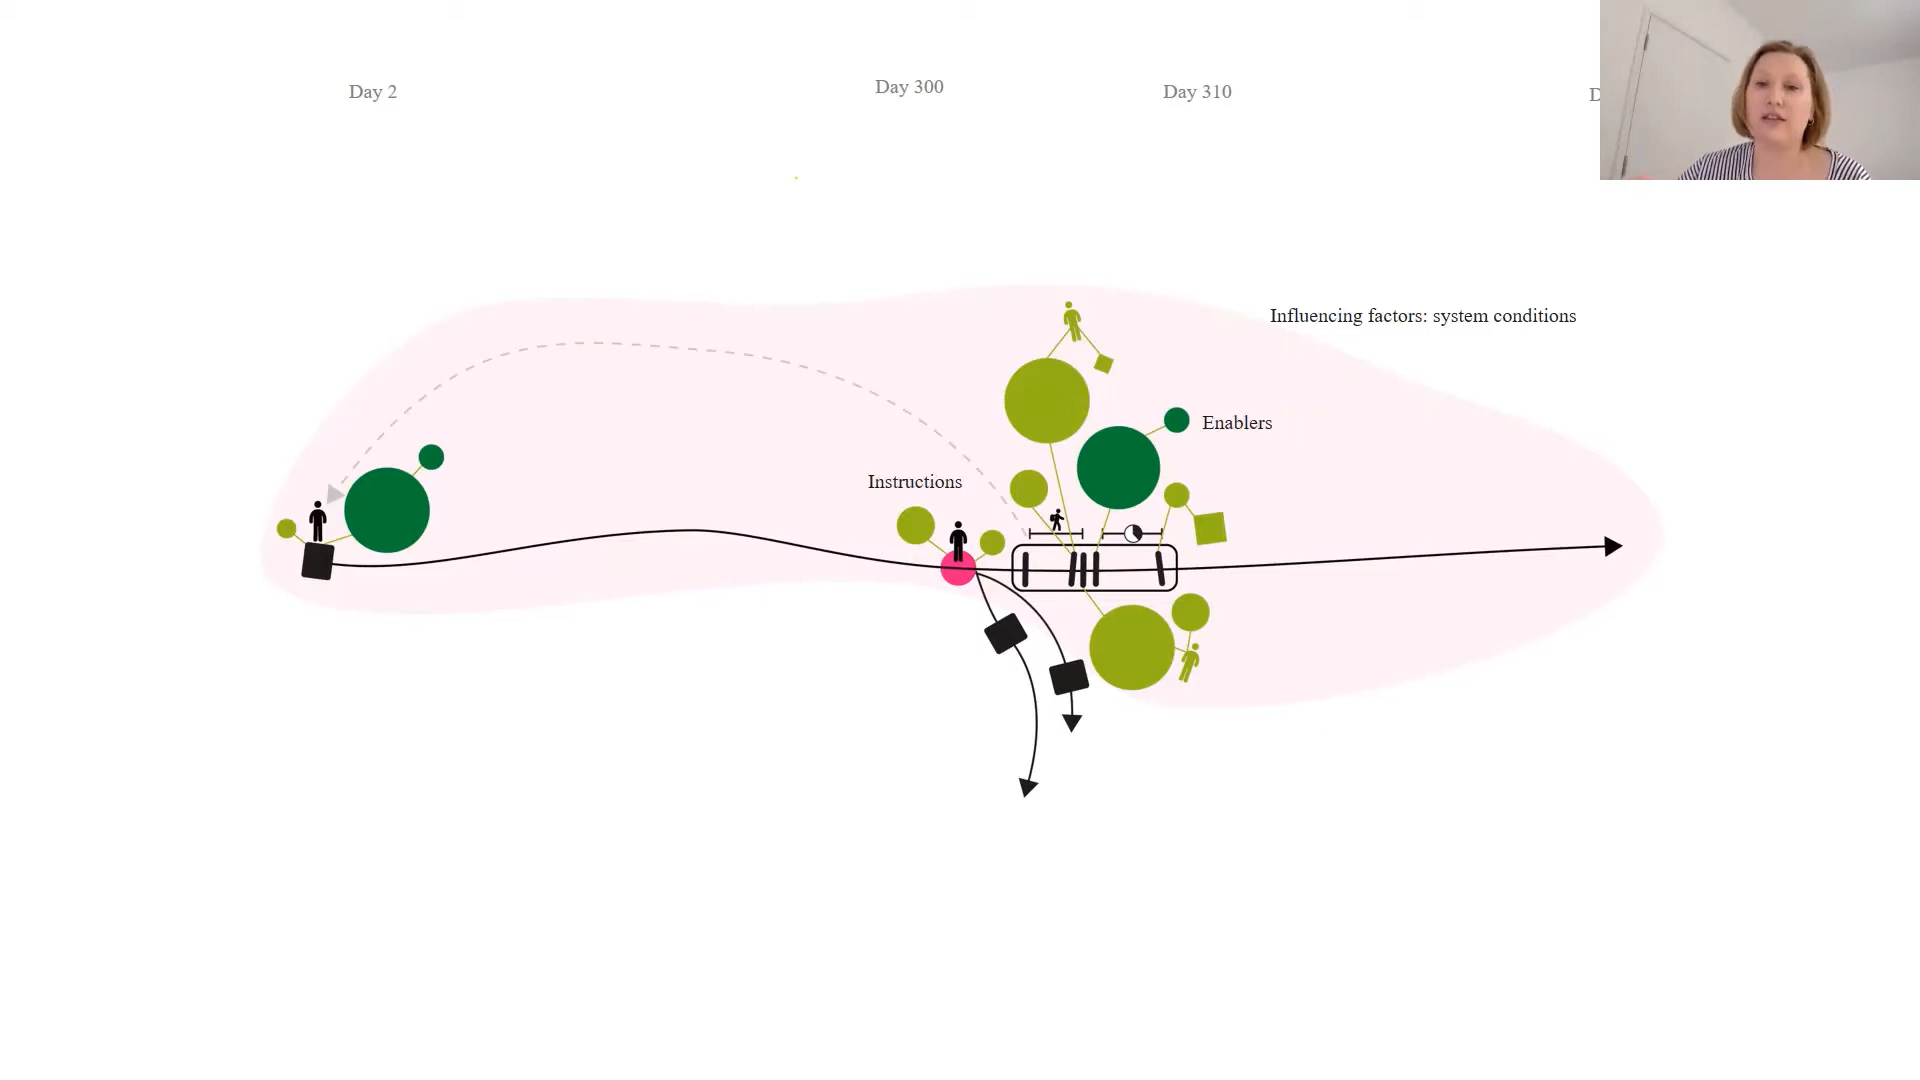 Day 2
Day 300
Day 310
D
Influencing factors: system conditions
Enablers
Instructions